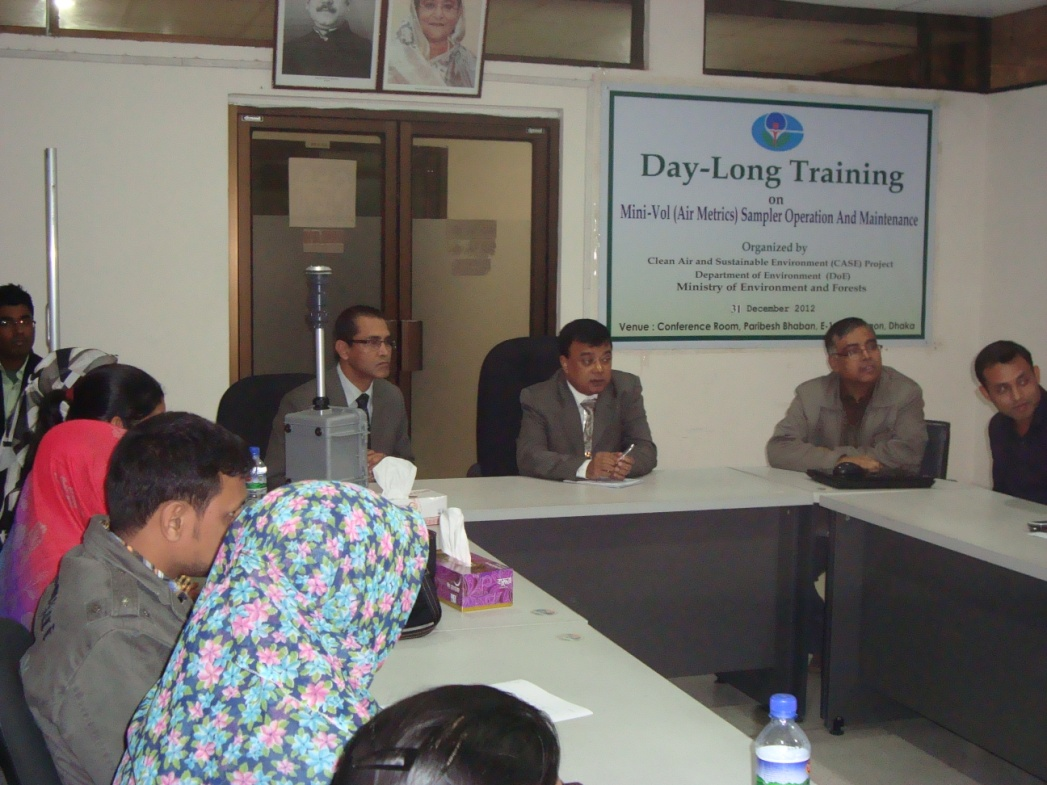 Day-Long Training
on
Mini-Vol (Air Metrics) Sampler Operation And Maintenance
Organized by
Clean Air and Sustainable Environment (CASE) Project
Department of Environment (DoE)
Ministry of Environment and Forests
31 December 2012
Venue : Conference Room, Paribesh Bhaban, Dhaka